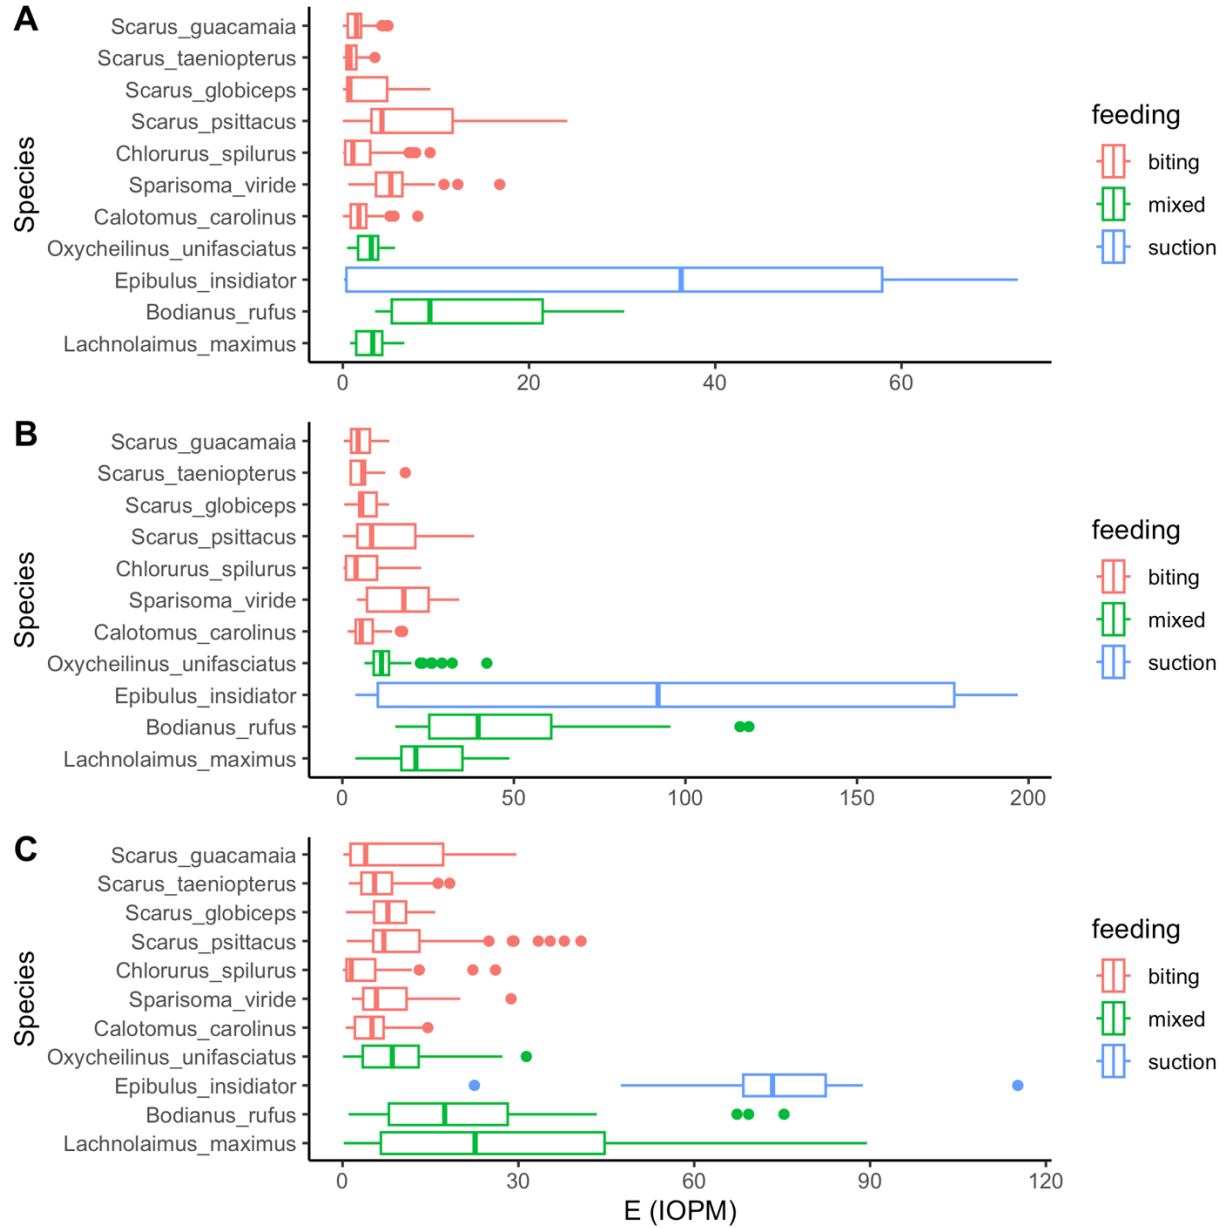 A
Species
Scarus_guacamaia
Scarus_taeniopterus
Scarus_globiceps
Scarus_psittacus
Chlorurus_spilurus
Sparisoma_viride
Calotomus_carolinus
Oxycheilinus_unifasciatus
Epibulus_insidiator
Bodianus_rufus
Lachnolaimus_maximus
0 20 40 60
feeding
biting
mixed
suction
B
Species
Scarus_guacamaia
Scarus_taeniopterus
Scarus_globiceps
Scarus_psittacus
Chlorurus_spilurus
Sparisoma_viride
Calotomus_carolinus
Oxycheilinus_unifasciatus
Epibulus_insidiator
Bodianus_rufus
Lachnolaimus_maximus
0 50 100 150 200
feeding
biting
mixed
suction
C
Species
Scarus_guacamaia
Scarus_taeniopterus
Scarus_globiceps
Scarus_psittacus
Chlorurus_spilurus
Sparisoma_viride
Calotomus_carolinus
Oxycheilinus_unifasciatus
Epibulus_insidiator
Bodianus_rufus
Lachnolaimus_maximus
0 30 60 90 120
E (IOPM)
feeding
biting
mixed
suction